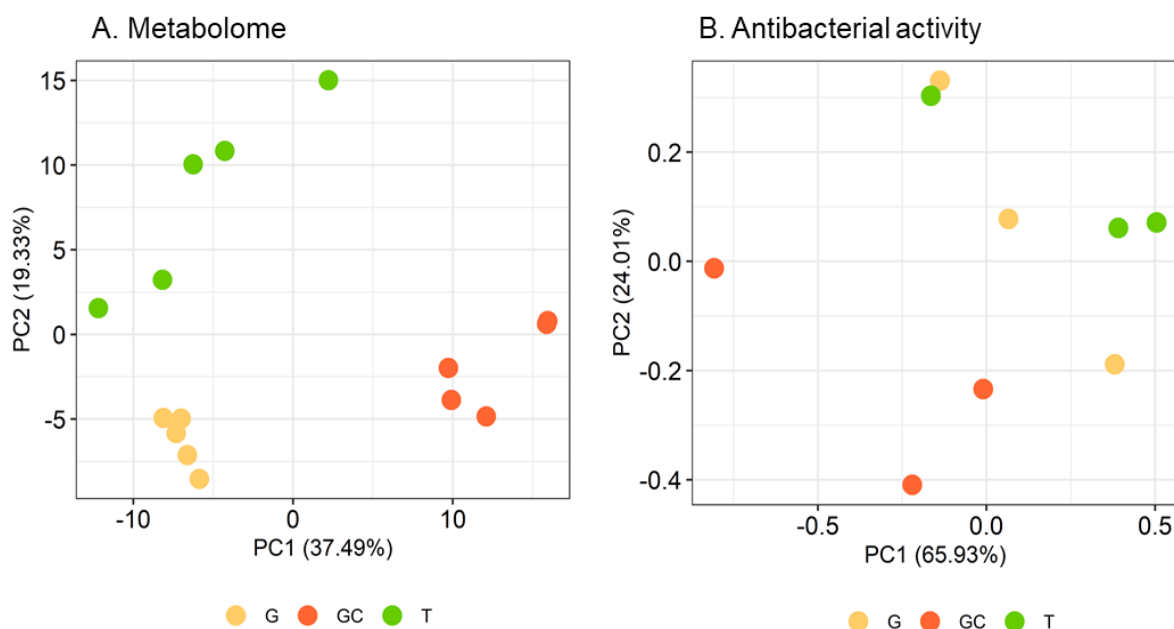 A. Metabolome
15
10
5
0
-5
PC2 (19.33%)
-10
0
10
PC1 (37.49%)
G
GC
T
B. Antibacterial activity
0.2
0.0
-0.2
-0.4
PC2 (24.01%)
-0.5
0.0
0.5
PC1 (65.93%)
G
GC
T